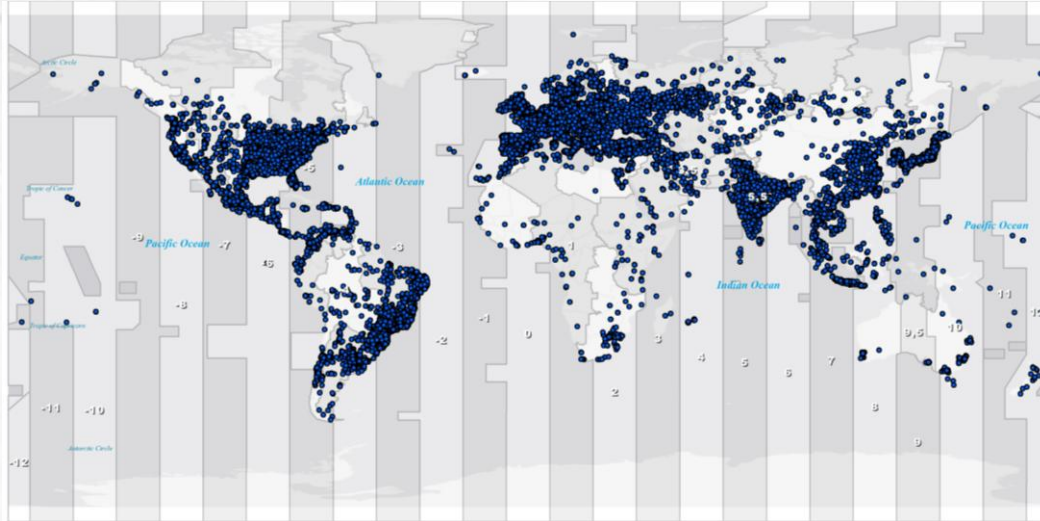 Arctic Circle
-5
Atlantic Ocean
Tropic of Cancer
-9
Pacific Ocean
-7
-3
1
Pacific Ocean
Equator
Indian Ocean
11
-8
-1
Tropic of Capricorn
0
9,5
10
-2
3
4
5
6
7
2
-11
-10
8
Antarctic Circle
9
-12